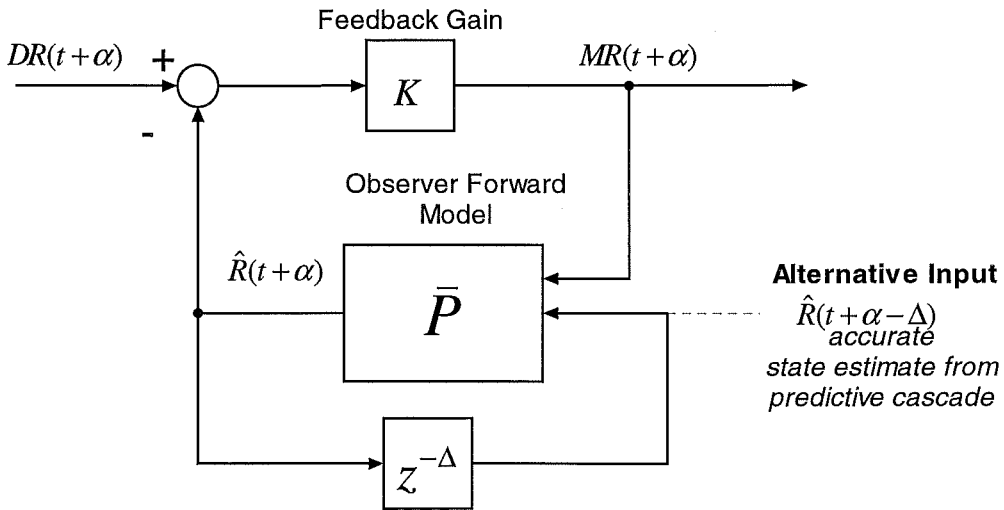 Feedback Gain
DR(t+α)
+
-
K
MR(t+α)
Observer Forward
Model
R̂(t+α)
P̄
Alternative Input
R̂(t+α−Δ)
accurate
state estimate from
predictive cascade
z^{−Δ}